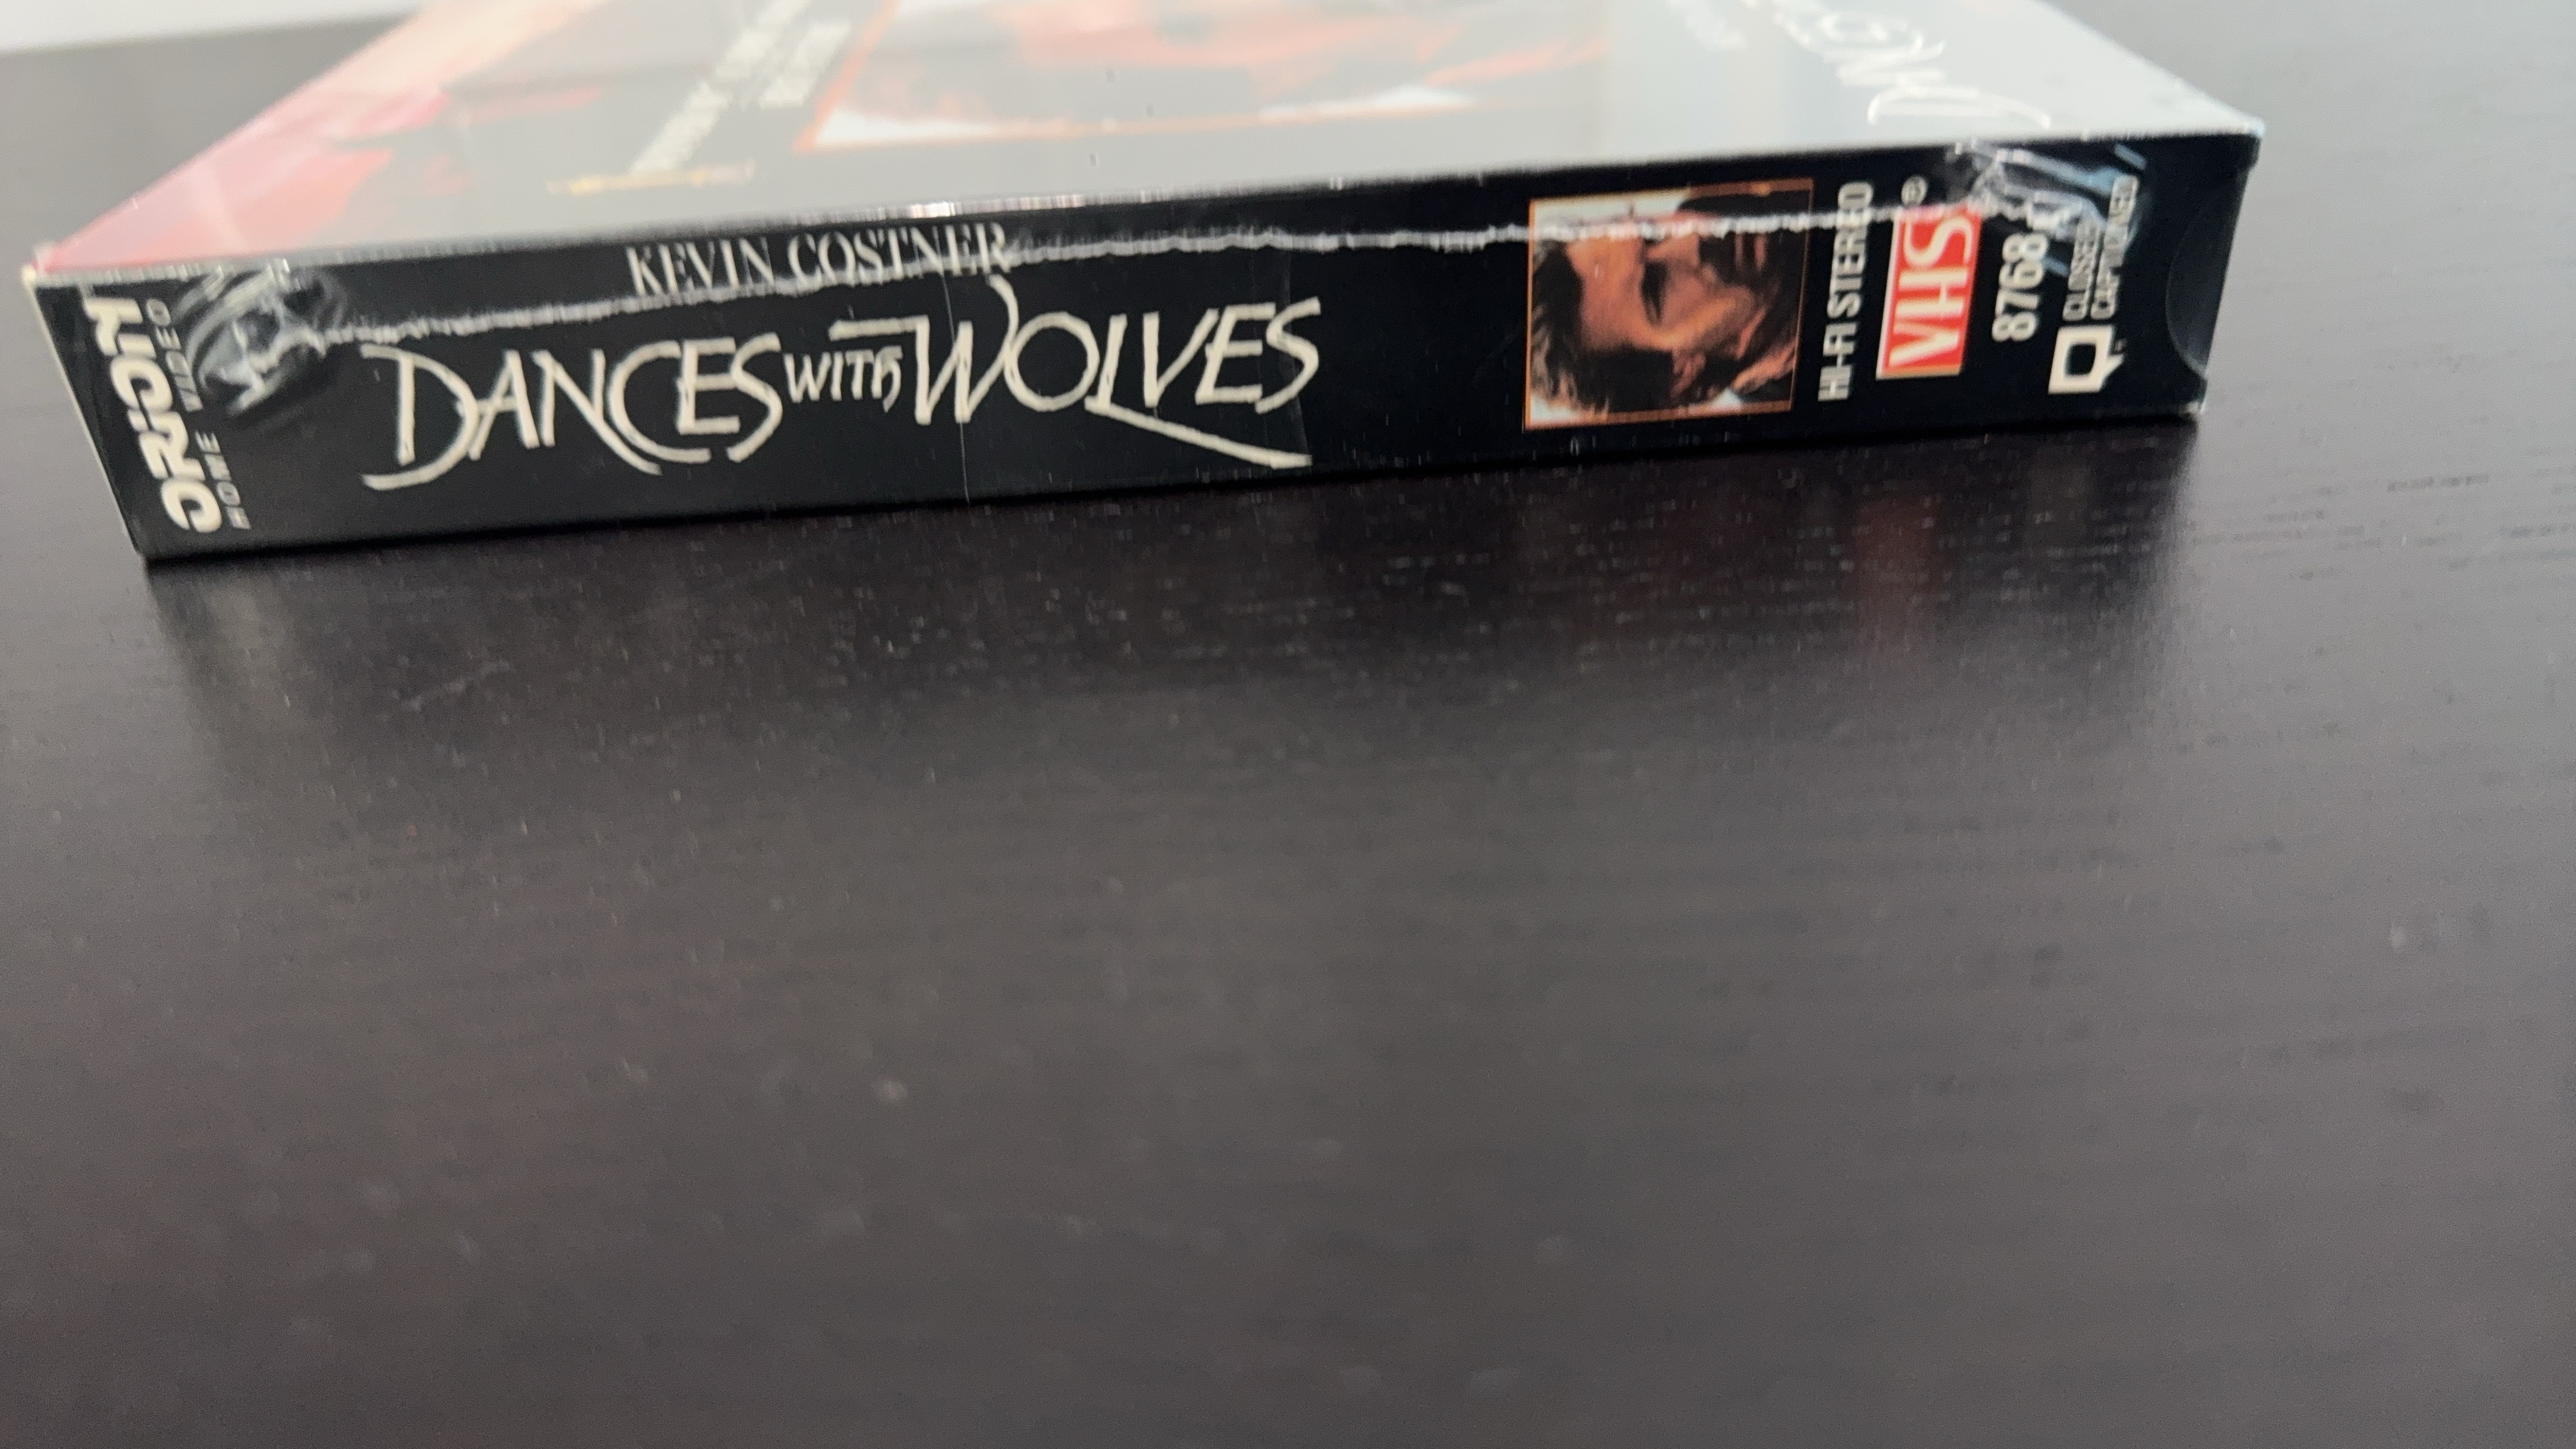 ORION
HOME VIDEO
KEVIN COSTNER
DANCES WITH WOLVES
HI-FI STEREO
VHS®
8768
CLOSED
CAPTIONED